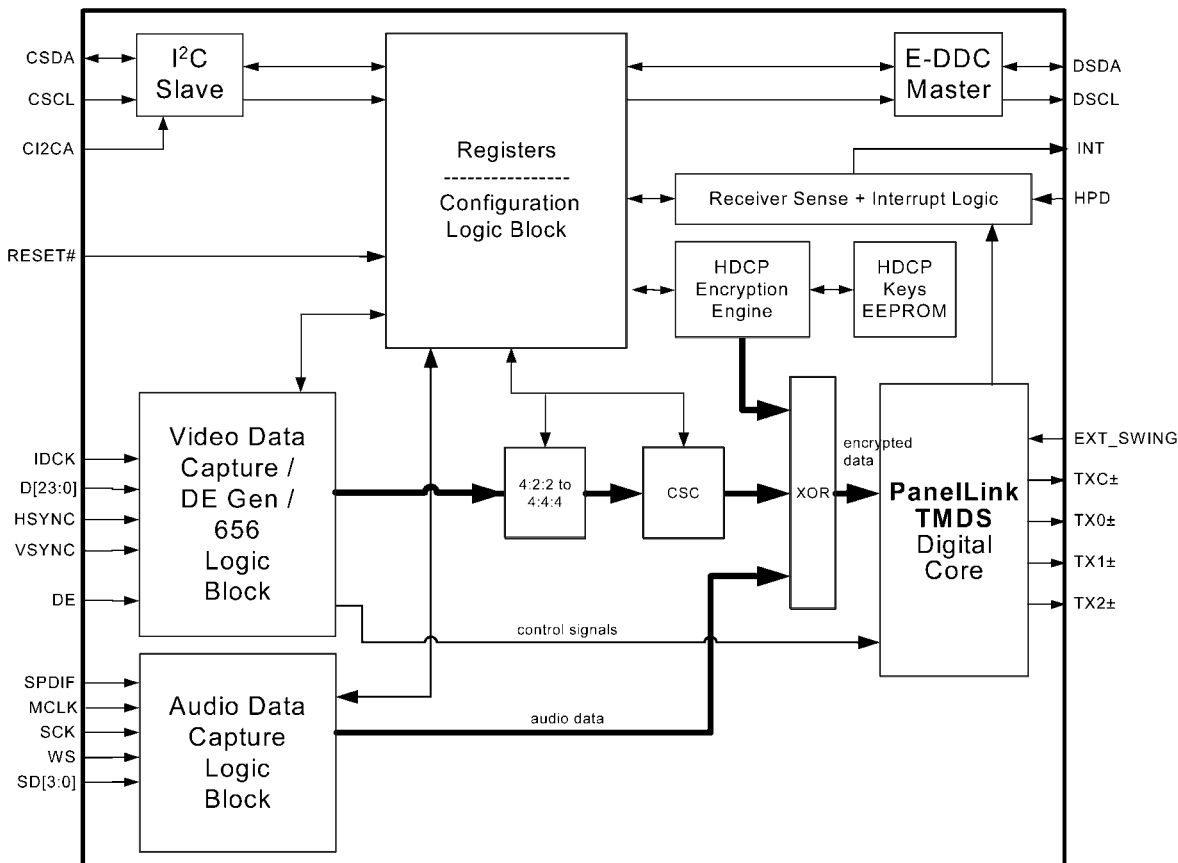 CSDA
CSCL
CI2CA
RESET#
I²C
Slave
Registers
-----------------
Configuration
Logic Block
E-DDC
Master
DSDA
DSCL
INT
HPD
Receiver Sense + Interrupt Logic
HDCP
Encryption
Engine
HDCP
Keys
EEPROM
IDCK
D[23:0]
HSYNC
VSYNC
DE
Video Data
Capture /
DE Gen /
656
Logic
Block
4:2:2 to
4:4:4
CSC
XOR
encrypted
data
PanelLink
TMDS
Digital
Core
EXT_SWING
TXC±
TX0±
TX1±
TX2±
control signals
SPDIF
MCLK
SCK
WS
SD[3:0]
Audio Data
Capture
Logic
Block
audio data